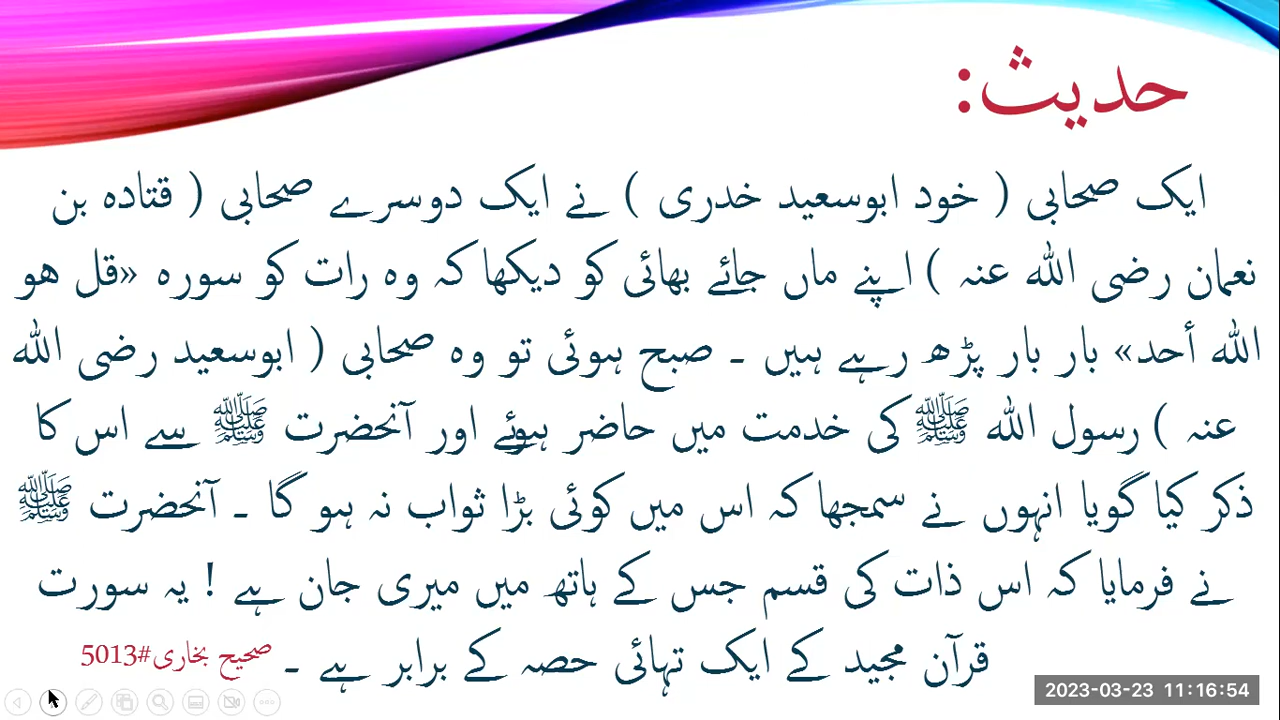 حدیث:
ایک صحابی ( خود ابوسعید خدری ) نے ایک دوسرے صحابی ( قتادہ بن
نعمان رضی اللہ عنہ ) اپنے ماں جائے بھائی کو دیکھا کہ وہ رات کو سورہ «قل هو
الله أحد» بار بار پڑھ رہے ہیں ۔ صبح ہوئی تو وہ صحابی ( ابوسعید رضی اللہ
عنہ ) رسول اللہ ﷺ کی خدمت میں حاضر ہوئے اور آنحضرت ﷺ سے اس کا
ذکر کیا گویا انہوں نے سمجھا کہ اس میں کوئی بڑا ثواب نہ ہو گا ۔ آنحضرت ﷺ
نے فرمایا کہ اس ذات کی قسم جس کے ہاتھ میں میری جان ہے ! یہ سورت
قرآن مجید کے ایک تہائی حصہ کے برابر ہے ۔ صحیح بخاری#5013
2023-03-23 11:16:54